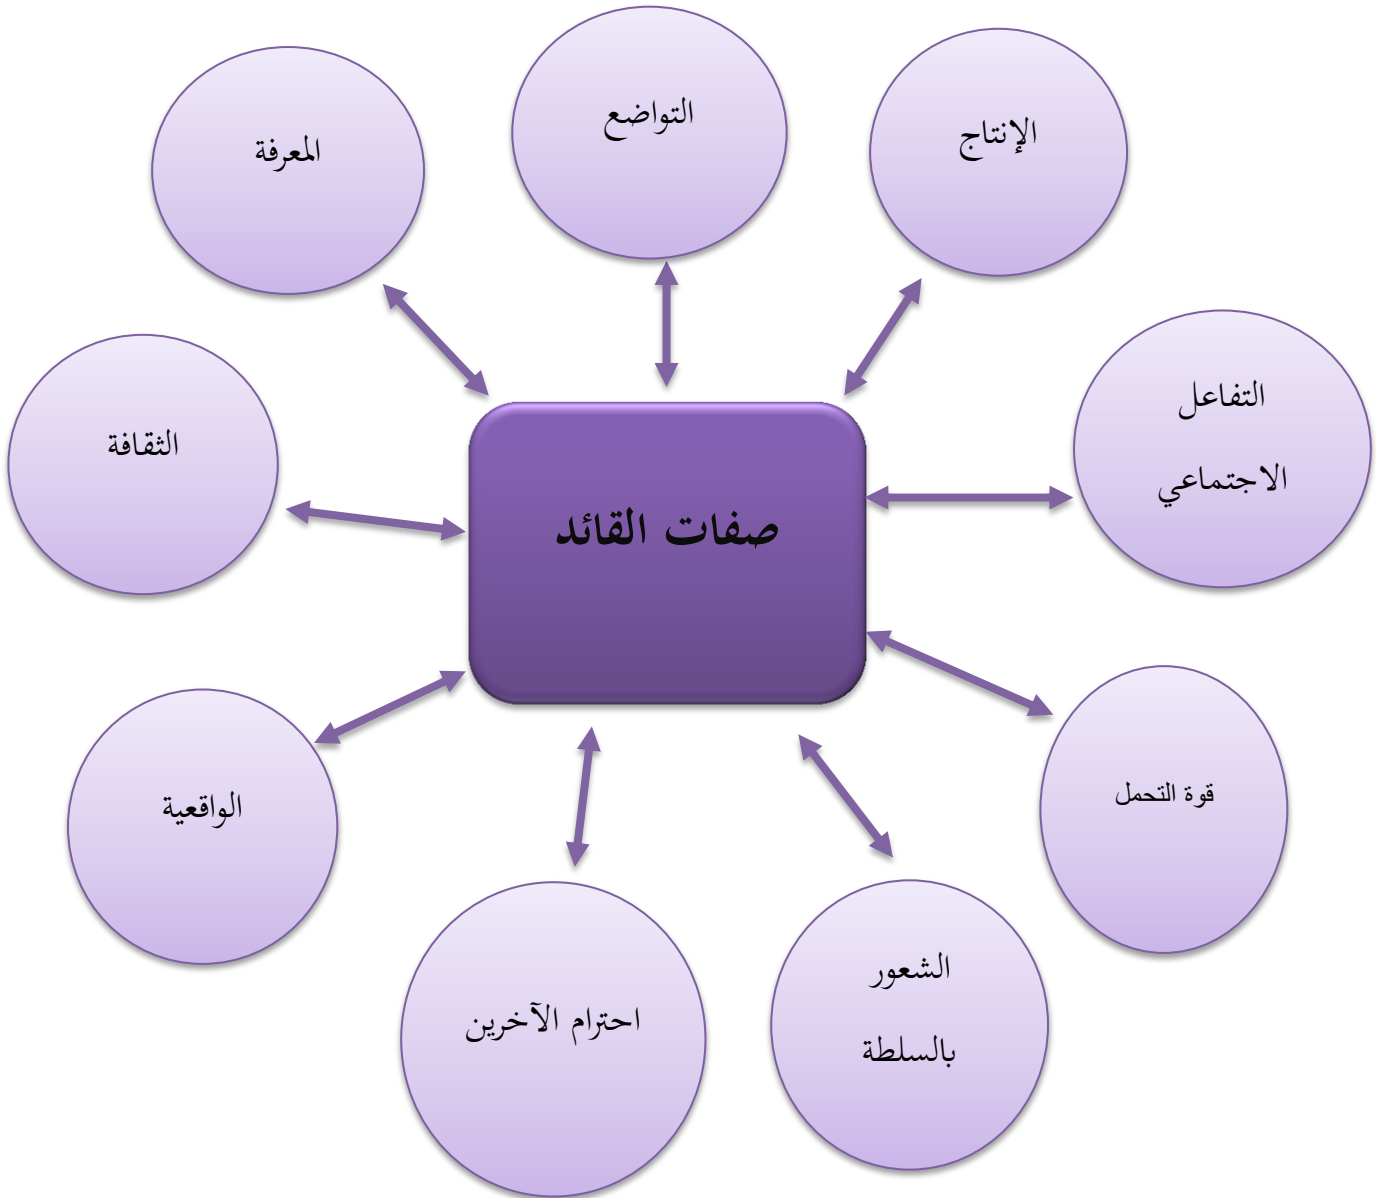 التواضع
الإنتاج
المعرفة
التفاعل
الاجتماعي
الثقافة
صفات القائد
قوة التحمل
الواقعية
الشعور
بالسلطة
احترام الآخرين